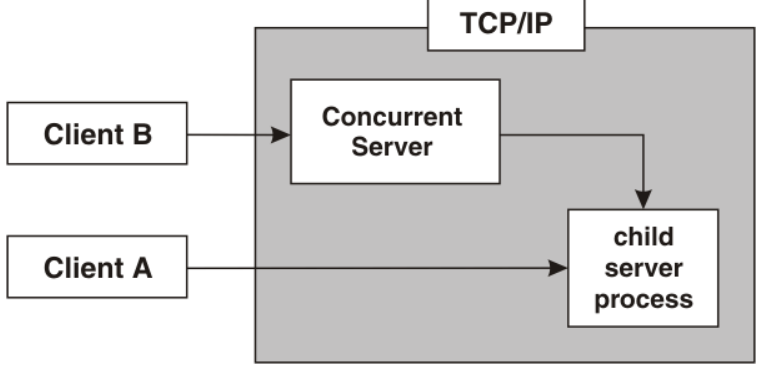 TCP/IP
Client B
Concurrent
Server
Client A
child
server
process